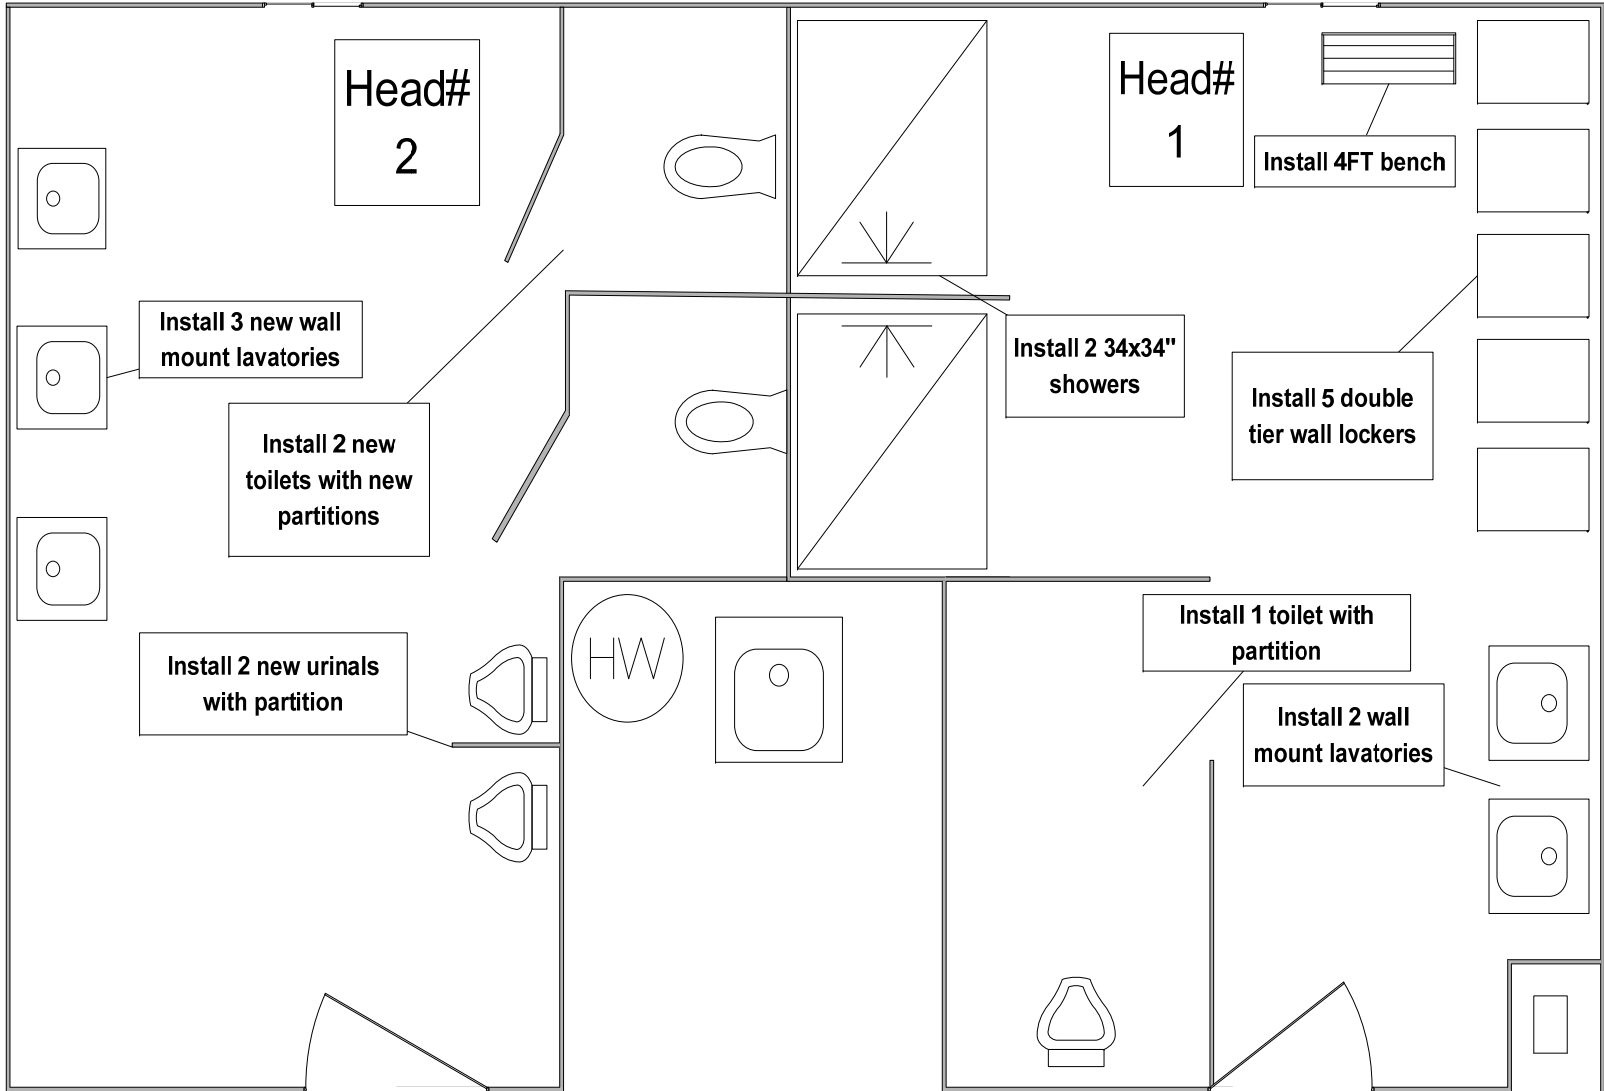 Head#
2
Head#
1
Install 4FT bench
Install 3 new wall
mount lavatories
Install 2 34x34"
showers
Install 5 double
tier wall lockers
Install 2 new
toilets with new
partitions
Install 1 toilet with
partition
Install 2 new urinals
with partition
HW
Install 2 wall
mount lavatories